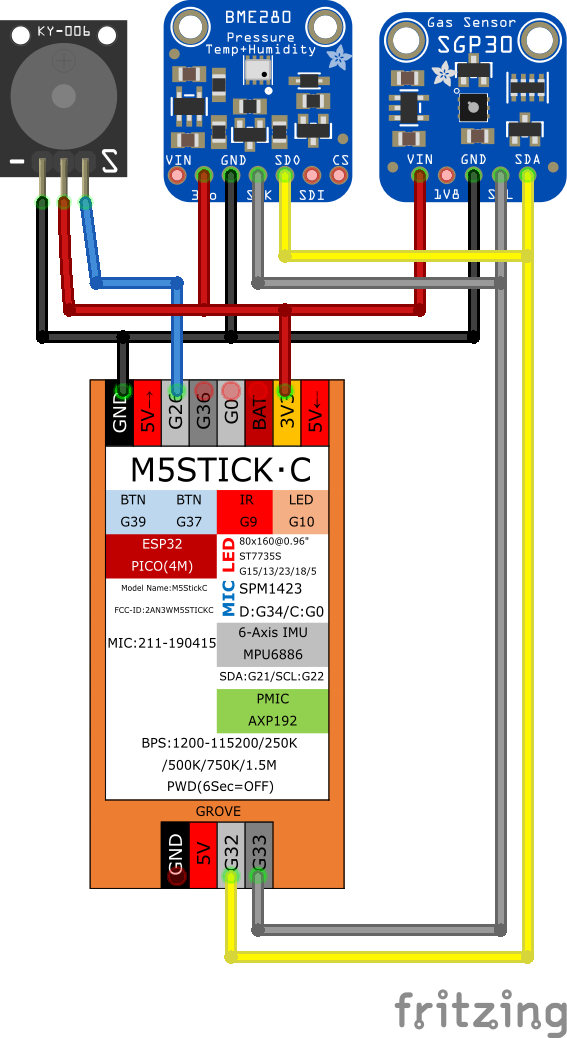 KY-006
- S
BME280
Pressure
Temp+Humidity
VIN GND SDO CS
SDI
Gas Sensor
SGP30
VIN GND SDA
1V8
GND 5V→ G26 G36 G0 BAT 3V3 5V←
M5STICK·C
BTN BTN IR LED
G39 G37 G9 G10
ESP32
PICO(4M)
Model Name:M5StickC
FCC-ID:2AN3WM5STICKC
MIC:211-190415
LED
80x160@0.96"
ST7735S
G15/13/23/18/5
MIC
SPM1423
D:G34/C:G0
6-Axis IMU
MPU6886
SDA:G21/SCL:G22
PMIC
AXP192
BPS:1200-115200/250K
/500K/750K/1.5M
PWD(6Sec=OFF)
GROVE
GND 5V G32 G33
fritzing